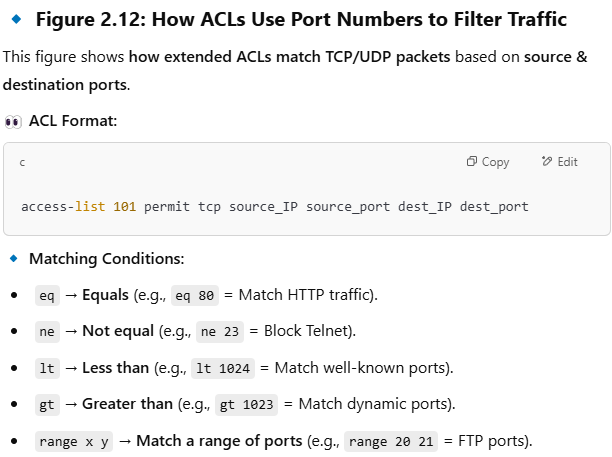 Figure 2.12: How ACLs Use Port Numbers to Filter Traffic
This figure shows how extended ACLs match TCP/UDP packets based on source &
destination ports.
ACL Format:
c Copy Edit
access-list 101 permit tcp source_IP source_port dest_IP dest_port
Matching Conditions:
• eq → Equals (e.g., eq 80 = Match HTTP traffic).
• ne → Not equal (e.g., ne 23 = Block Telnet).
• lt → Less than (e.g., lt 1024 = Match well-known ports).
• gt → Greater than (e.g., gt 1023 = Match dynamic ports).
• range x y → Match a range of ports (e.g., range 20 21 = FTP ports).